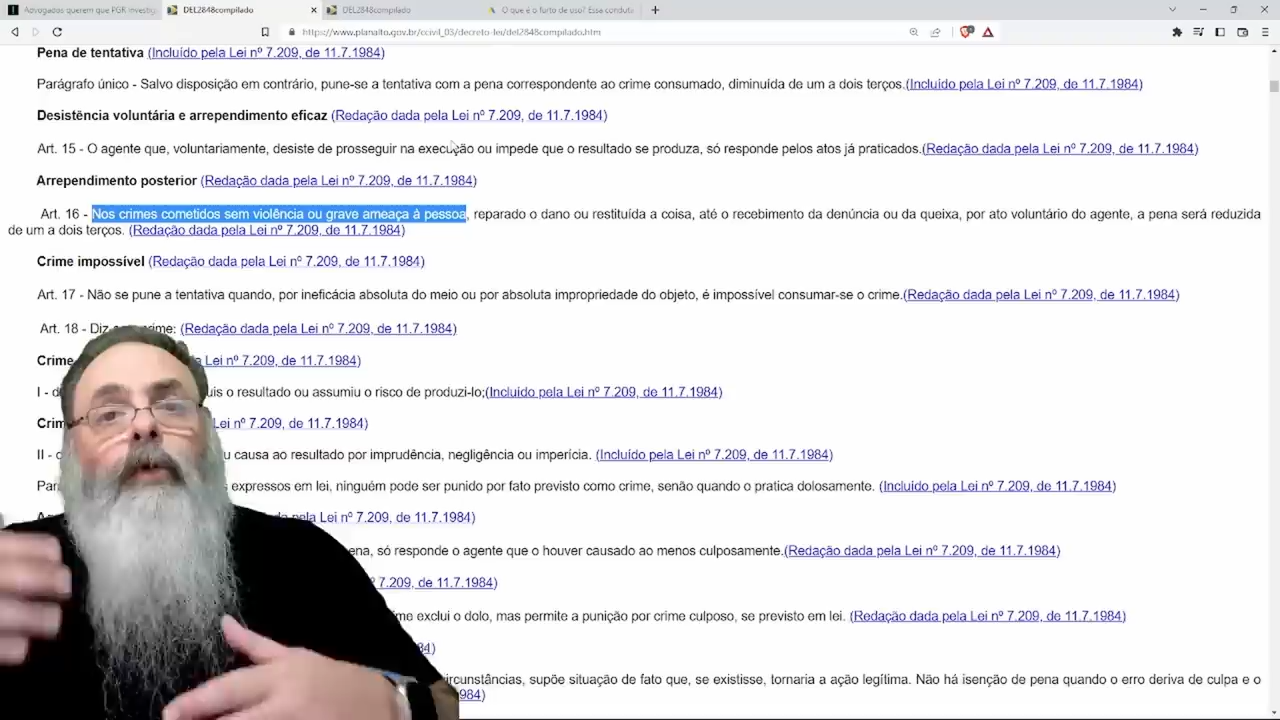 Advogados querem que PGR investig
DEL2848compilado
DEL2848compilado
O que é o furto de uso? Essa conduta
https://www.planalto.gov.br/ccivil_03/decreto-lei/del2848compilado.htm
Pena de tentativa (Incluído pela Lei nº 7.209, de 11.7.1984)
Parágrafo único - Salvo disposição em contrário, pune-se a tentativa com a pena correspondente ao crime consumado, diminuída de um a dois terços.(Incluído pela Lei nº 7.209, de 11.7.1984)
Desistência voluntária e arrependimento eficaz (Redação dada pela Lei nº 7.209, de 11.7.1984)
Art. 15 - O agente que, voluntariamente, desiste de prosseguir na execução ou impede que o resultado se produza, só responde pelos atos já praticados.(Redação dada pela Lei nº 7.209, de 11.7.1984)
Arrependimento posterior (Redação dada pela Lei nº 7.209, de 11.7.1984)
Art. 16 - Nos crimes cometidos sem violência ou grave ameaça à pessoa, reparado o dano ou restituída a coisa, até o recebimento da denúncia ou da queixa, por ato voluntário do agente, a pena será reduzida
de um a dois terços. (Redação dada pela Lei nº 7.209, de 11.7.1984)
Crime impossível (Redação dada pela Lei nº 7.209, de 11.7.1984)
Art. 17 - Não se pune a tentativa quando, por ineficácia absoluta do meio ou por absoluta impropriedade do objeto, é impossível consumar-se o crime.(Redação dada pela Lei nº 7.209, de 11.7.1984)
Art. 18 - Diz crime: (Redação dada pela Lei nº 7.209, de 11.7.1984)
Crime Lei nº 7.209, de 11.7.1984)
I - o resultado ou assumiu o risco de produzi-lo;(Incluído pela Lei nº 7.209, de 11.7.1984)
Lei nº 7.209, de 11.7.1984)
II - causa ao resultado por imprudência, negligência ou imperícia. (Incluído pela Lei nº 7.209, de 11.7.1984)
expressos em lei, ninguém pode ser punido por fato previsto como crime, senão quando o pratica dolosamente. (Incluído pela Lei nº 7.209, de 11.7.1984)
pela Lei nº 7.209, de 11.7.1984)
ena, só responde o agente que o houver causado ao menos culposamente.(Redação dada pela Lei nº 7.209, de 11.7.1984)
7.209, de 11.7.1984)
me exclui o dolo, mas permite a punição por crime culposo, se previsto em lei. (Redação dada pela Lei nº 7.209, de 11.7.1984)
84)
rcunstâncias, supõe situação de fato que, se existisse, tornaria a ação legítima. Não há isenção de pena quando o erro deriva de culpa e o
984)